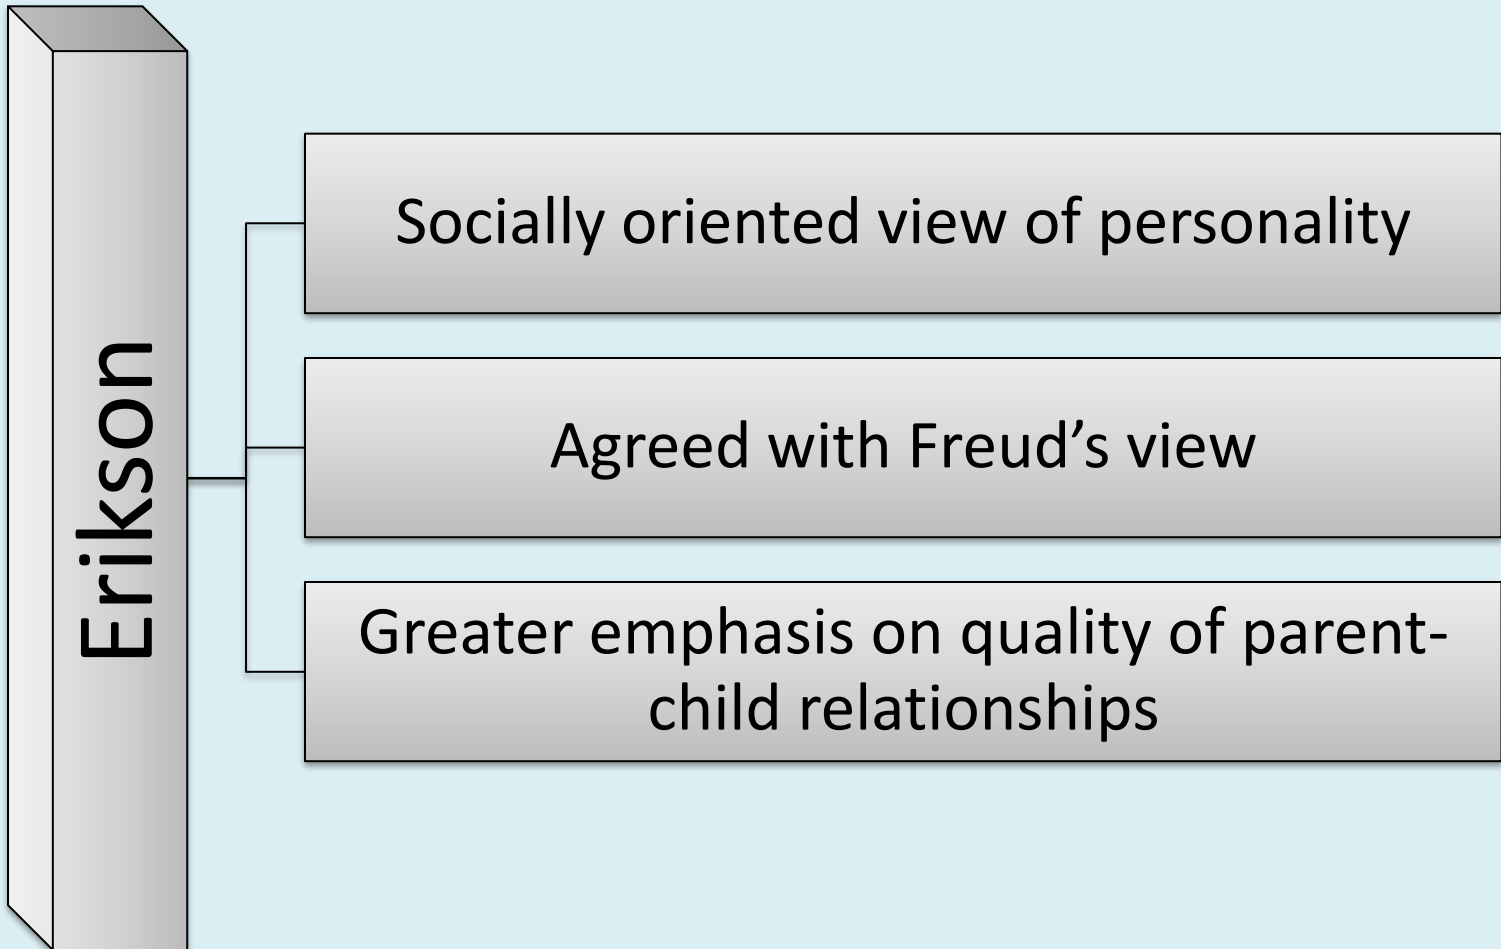 Erikson
Socially oriented view of personality
Agreed with Freud’s view
Greater emphasis on quality of parent-
child relationships